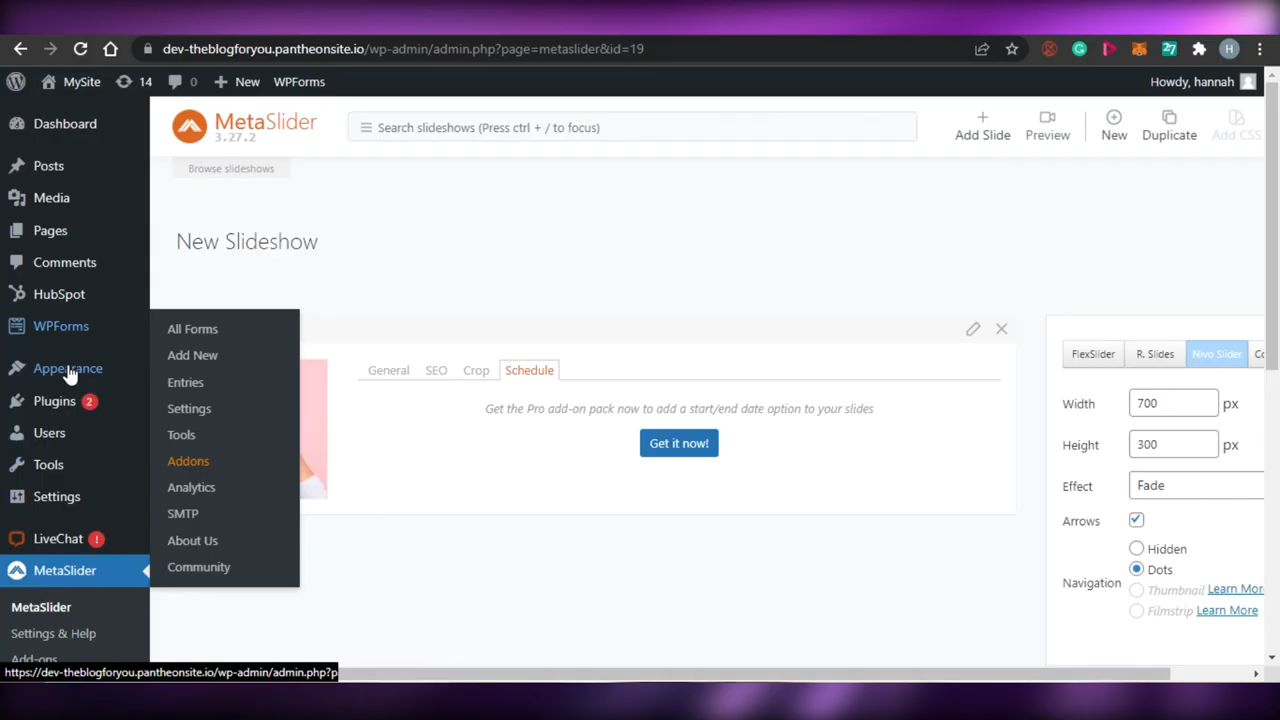 dev-theblogforyou.pantheonsite.io/wp-admin/admin.php?page=metaslider&id=19
27
H
MySite
14
0
New
WPForms
Howdy, hannah
Dashboard
Posts
Media
Pages
Comments
HubSpot
WPForms
Appearance
Plugins 2
Users
Tools
Settings
LiveChat !
MetaSlider
MetaSlider
Settings & Help
Add-ons
All Forms
Add New
Entries
Settings
Tools
Addons
Analytics
SMTP
About Us
Community
MetaSlider
3.27.2
Search slideshows (Press ctrl + / to focus)
Add Slide
Preview
New
Duplicate
Add CSS
Browse slideshows
New Slideshow
General
SEO
Crop
Schedule
Get the Pro add-on pack now to add a start/end date option to your slides
Get it now!
FlexSlider
R. Slides
Nivo Slider
Co
Width 700 px
Height 300 px
Effect Fade
Arrows
Navigation
Hidden
Dots
Thumbnail Learn More
Filmstrip Learn More
https://dev-theblogforyou.pantheonsite.io/wp-admin/admin.php?p